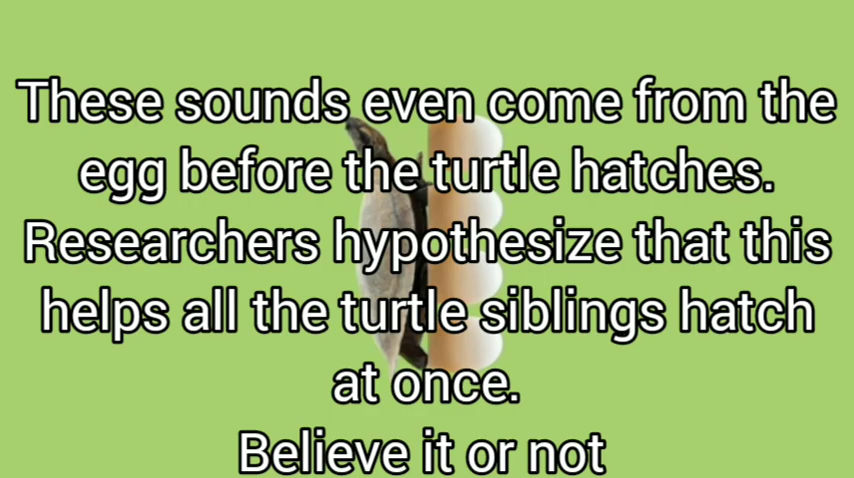 These sounds even come from the
egg before the turtle hatches.
Researchers hypothesize that this
helps all the turtle siblings hatch
at once.
Believe it or not